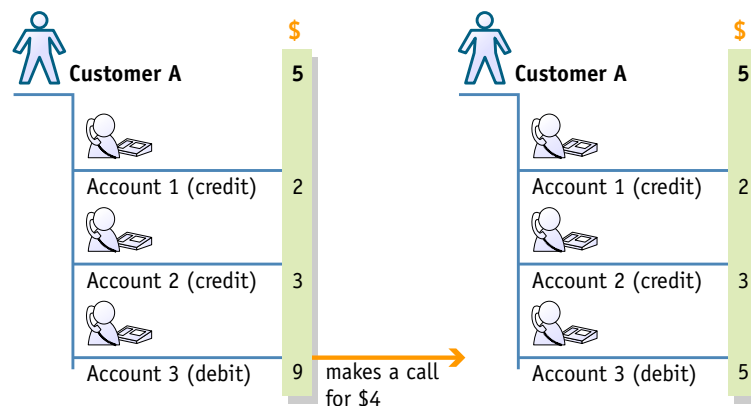 $
Customer A 5
Account 1 (credit) 2
Account 2 (credit) 3
Account 3 (debit) 9
makes a call
for $4
$
Customer A 5
Account 1 (credit) 2
Account 2 (credit) 3
Account 3 (debit) 5